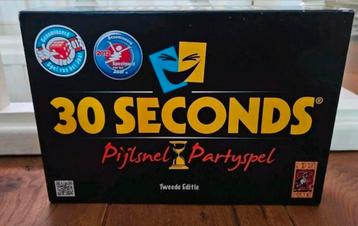 30 SECONDS®
Pijlsnel Partyspel
Tweede Editie